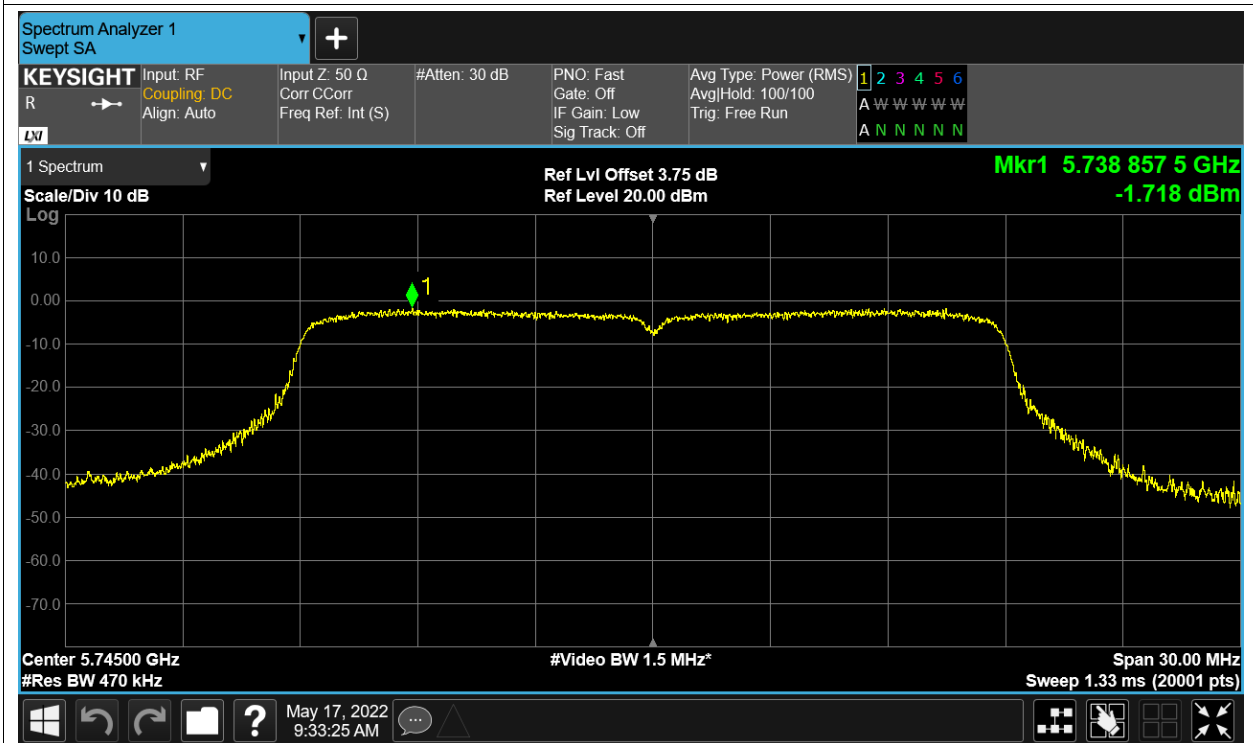 Spectrum Analyzer 1
Swept SA
KEYSIGHT
R
LXI
Input: RF
Coupling: DC
Align: Auto
Input Z: 50 Ω
Corr CCorr
Freq Ref: Int (S)
#Atten: 30 dB
PNO: Fast
Gate: Off
IF Gain: Low
Sig Track: Off
Avg Type: Power (RMS)
Avg|Hold: 100/100
Trig: Free Run
1 2 3 4 5 6
A W W W W W
A N N N N N
1 Spectrum
Scale/Div 10 dB
Log
Ref Lvl Offset 3.75 dB
Ref Level 20.00 dBm
Mkr1 5.738 857 5 GHz
-1.718 dBm
10.0
0.00
-10.0
-20.0
-30.0
-40.0
-50.0
-60.0
-70.0
1
Center 5.74500 GHz
#Res BW 470 kHz
#Video BW 1.5 MHz*
Span 30.00 MHz
Sweep 1.33 ms (20001 pts)
?
May 17, 2022
9:33:25 AM